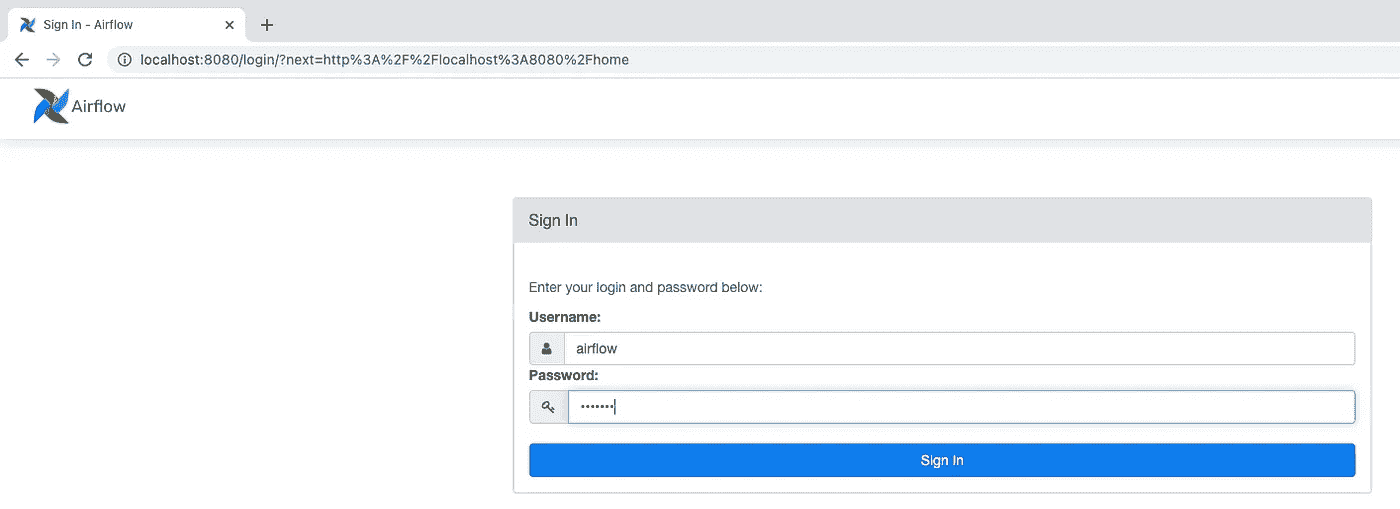 Sign In - Airflow
localhost:8080/login/?next=http%3A%2F%2Flocalhost%3A8080%2Fhome
Airflow
Sign In
Enter your login and password below:
Username:
airflow
Password:
•••••••
Sign In